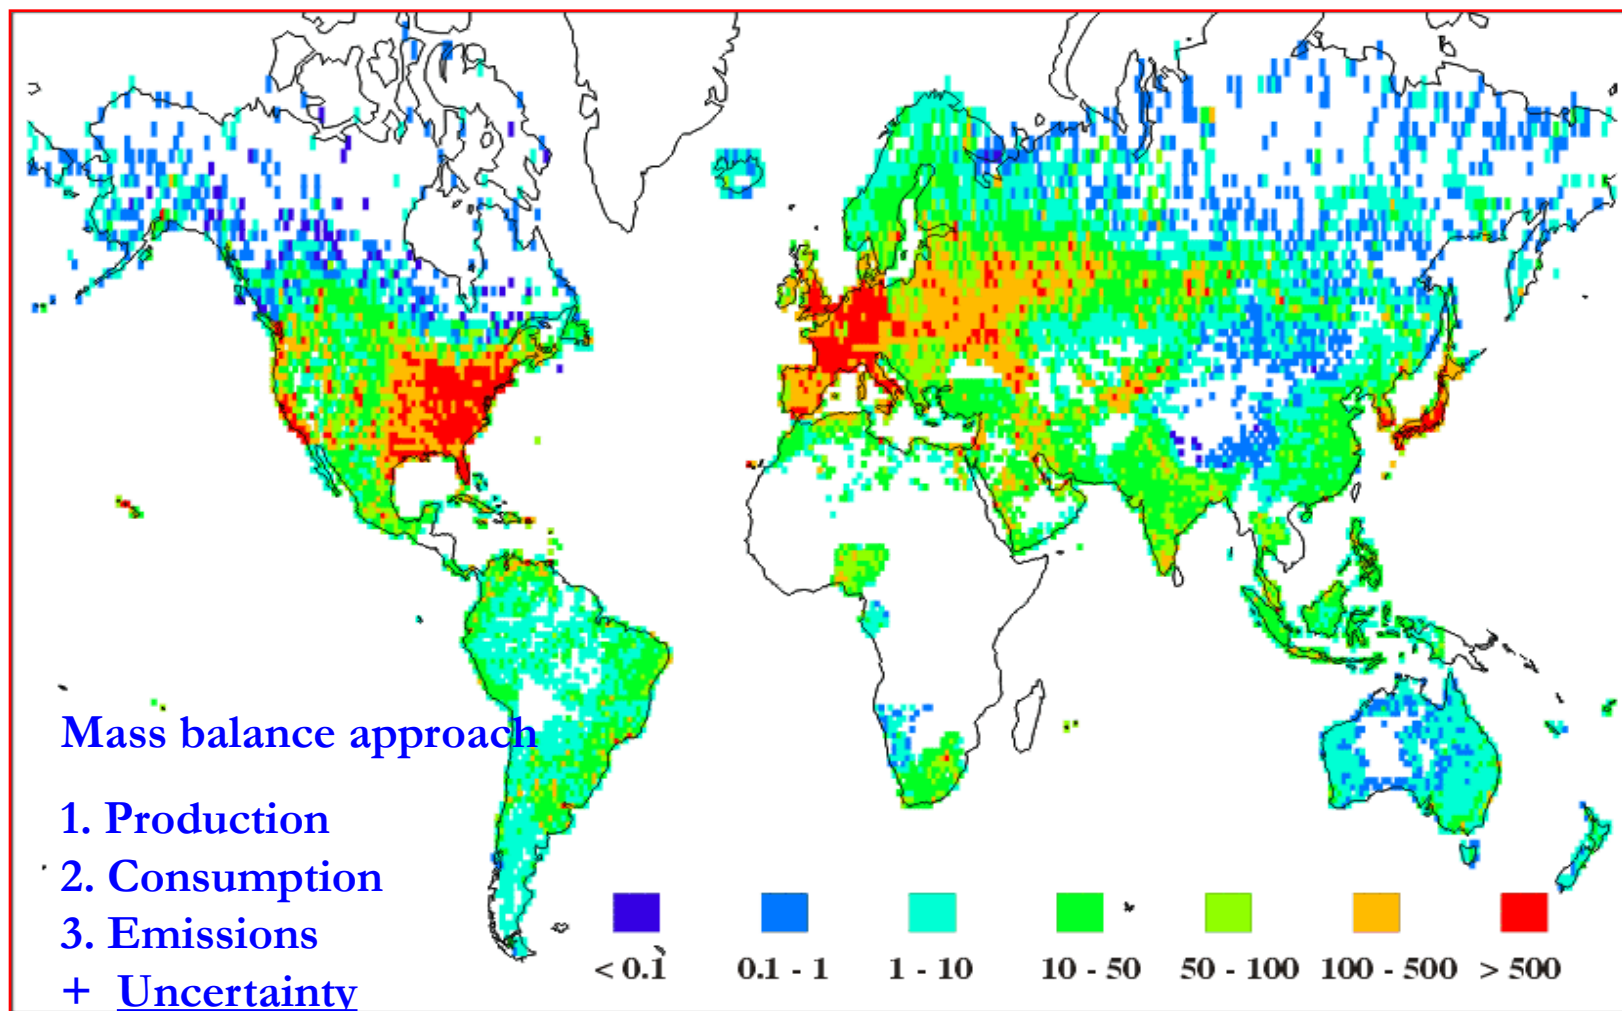 Mass balance approach
1. Production
2. Consumption
3. Emissions
+ Uncertainty
< 0.1
0.1 - 1
1 - 10
10 - 50
50 - 100
100 - 500
> 500